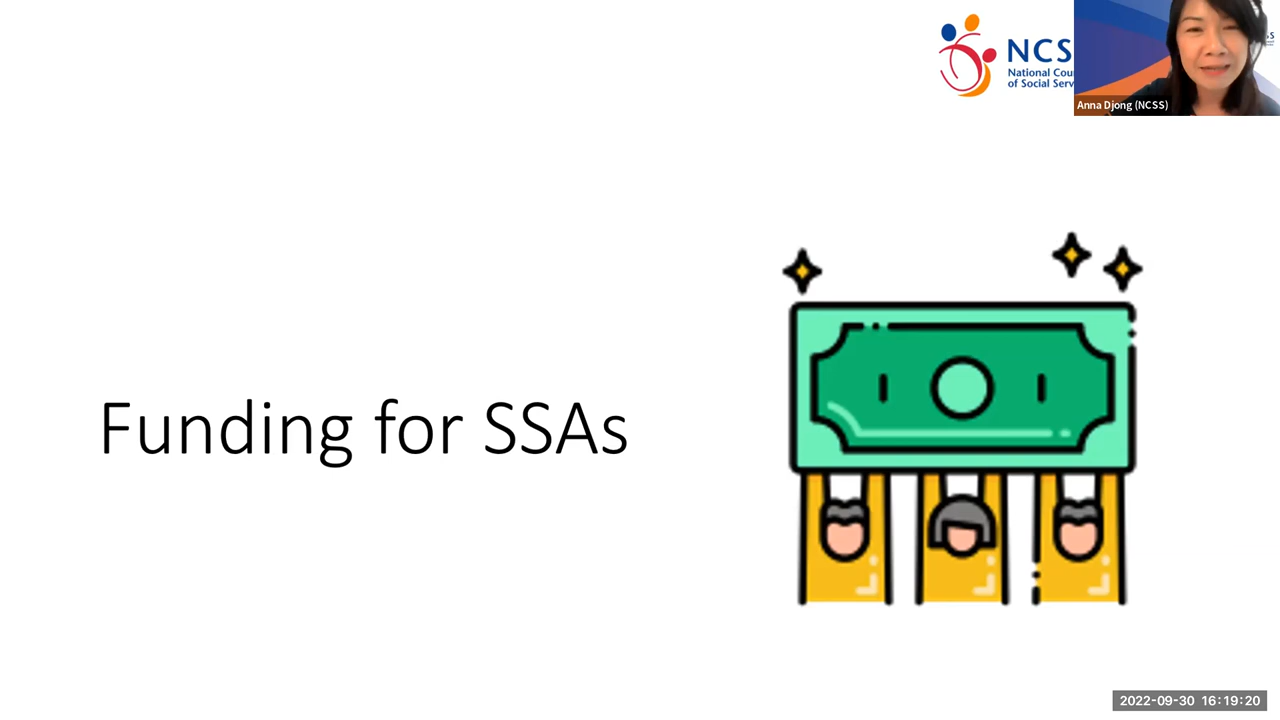 NCS
National Cou
of Social Serv
Anna Djong (NCSS)
Funding for SSAs
2022-09-30 16:19:20